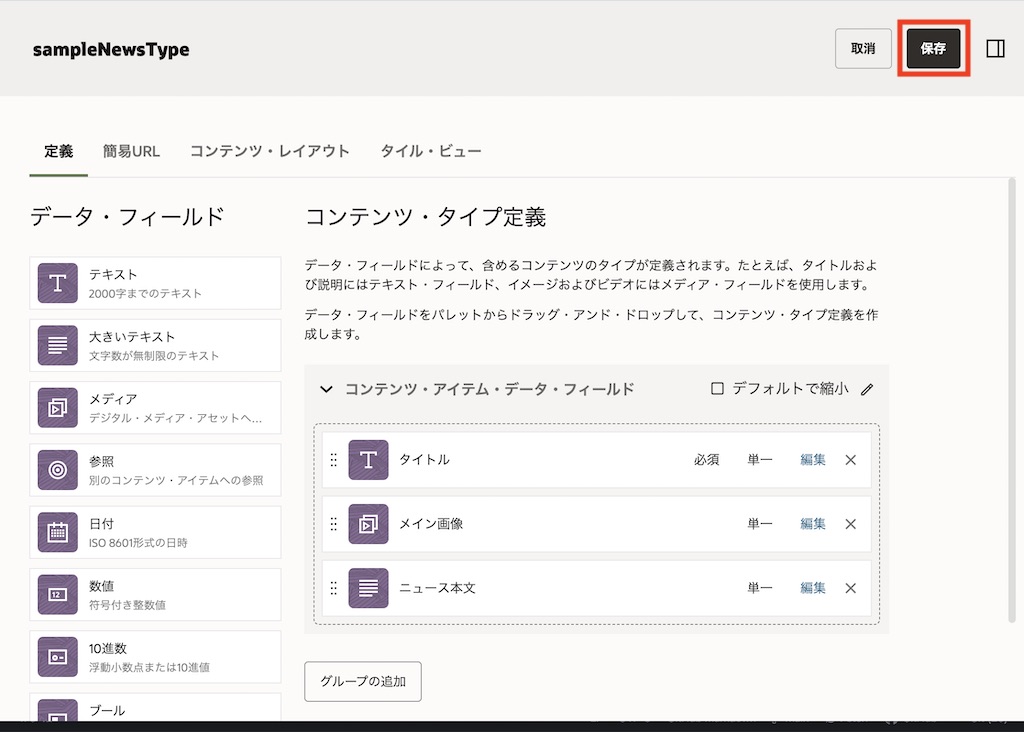 sampleNewsType
取消
保存
定義
簡易URL
コンテンツ・レイアウト
タイル・ビュー
データ・フィールド
テキスト
2000字までのテキスト
大きいテキスト
文字数が無制限のテキスト
メディア
デジタル・メディア・アセットへ...
参照
別のコンテンツ・アイテムへの参照
日付
ISO 8601形式の日時
数値
符号付き整数値
10進数
浮動小数点または10進値
ブール
コンテンツ・タイプ定義
データ・フィールドによって、含めるコンテンツのタイプが定義されます。たとえば、タイトルおよ
び説明にはテキスト・フィールド、イメージおよびビデオにはメディア・フィールドを使用します。
データ・フィールドをパレットからドラッグ・アンド・ドロップして、コンテンツ・タイプ定義を作
成します。
コンテンツ・アイテム・データ・フィールド
デフォルトで縮小
タイトル 必須 単一 編集
メイン画像 単一 編集
ニュース本文 単一 編集
グループの追加